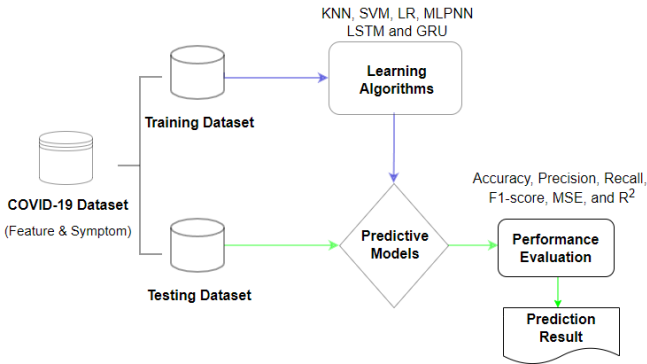 KNN, SVM, LR, MLPNN
LSTM and GRU
Learning
Algorithms
Training Dataset
COVID-19 Dataset
(Feature & Symptom)
Accuracy, Precision, Recall,
F1-score, MSE, and R²
Predictive
Models
Performance
Evaluation
Testing Dataset
Prediction
Result